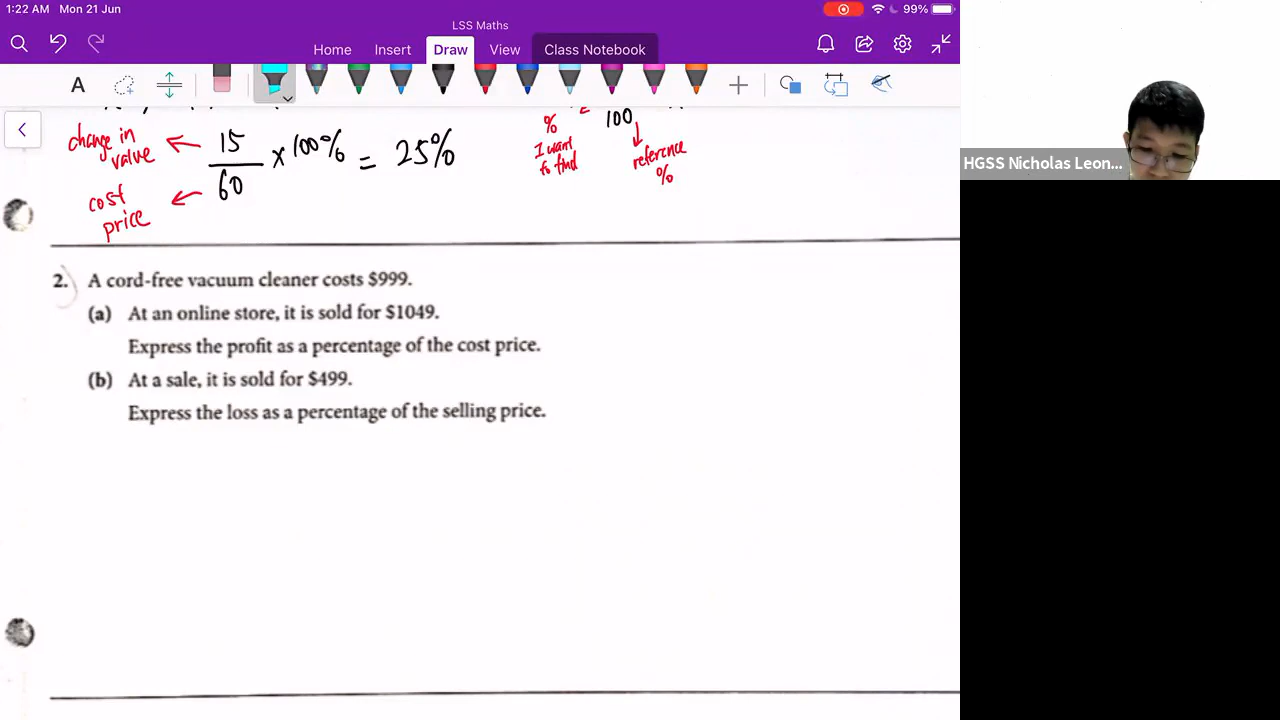 1:22 AM Mon 21 Jun
99%
LSS Maths
Home Insert Draw View Class Notebook
A
change in value
15
60
x 100% = 25%
cost price
%
I want to find
100
reference %
2. A cord-free vacuum cleaner costs $999.
(a) At an online store, it is sold for $1049.
Express the profit as a percentage of the cost price.
(b) At a sale, it is sold for $499.
Express the loss as a percentage of the selling price.
HGSS Nicholas Leon...